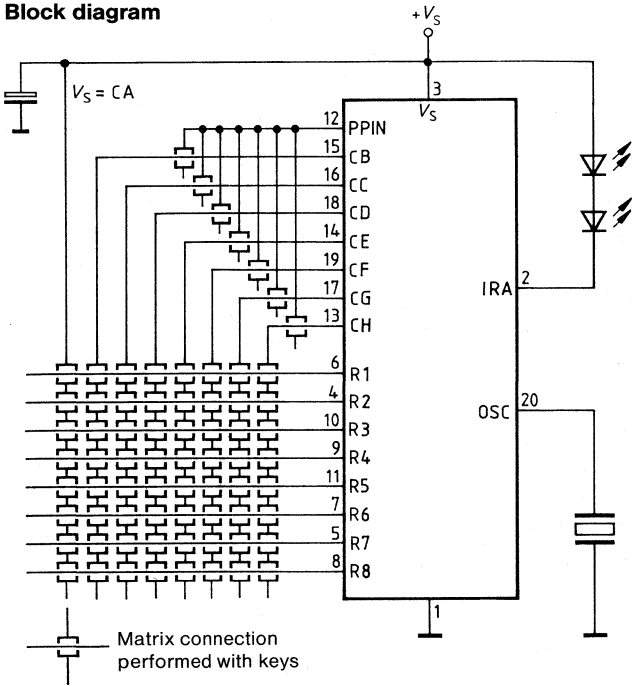 Block diagram
+VS
VS = CA
3
VS
12 PPIN
15 CB
16 CC
18 CD
14 CE
19 CF
17 CG
13 CH
IRA 2
6 R1
4 R2
OSC 20
10 R3
9 R4
11 R5
7 R6
5 R7
8 R8
1
Matrix connection
performed with keys